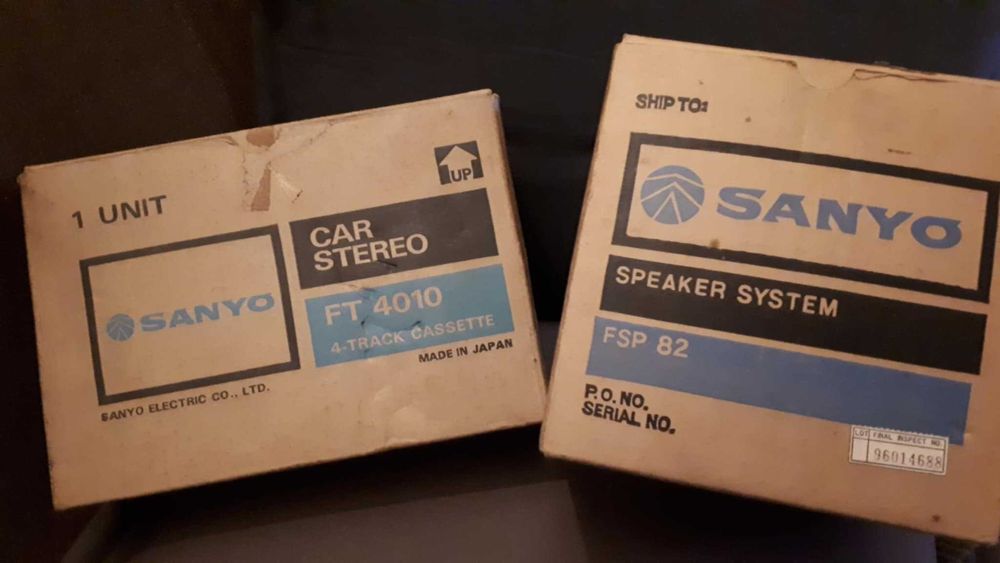 1 UNIT
UP
SANYO
CAR
STEREO
FT 4010
4-TRACK CASSETTE
SANYO ELECTRIC CO., LTD.
MADE IN JAPAN
SHIP TO:
SANYO
SPEAKER SYSTEM
FSP 82
P.O. NO.
SERIAL NO.
LOT FINAL INSPECT NO.
96014688